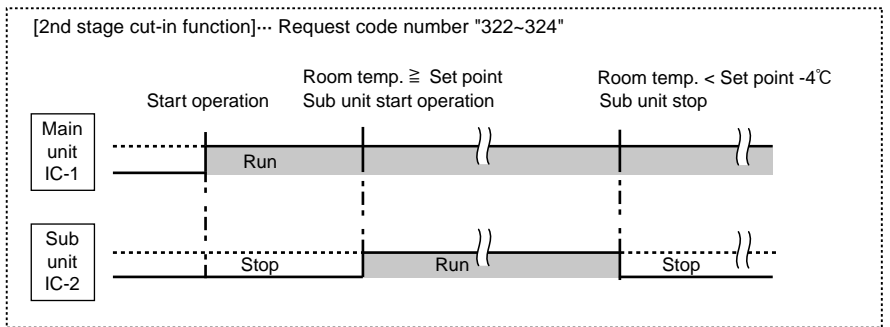 [2nd stage cut-in function]··· Request code number "322~324"
Room temp. ≧ Set point
Room temp. < Set point -4℃
Start operation
Sub unit start operation
Sub unit stop
Main
unit
IC-1
Run
Sub
unit
IC-2
Stop
Run
Stop